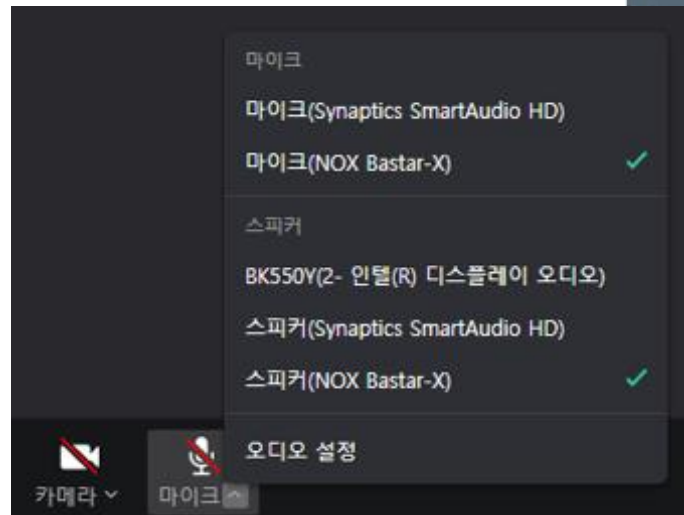 마이크
마이크(Synaptics SmartAudio HD)
마이크(NOX Bastar-X)
스피커
BK550Y(2- 인텔(R) 디스플레이 오디오)
스피커(Synaptics SmartAudio HD)
스피커(NOX Bastar-X)
오디오 설정
카메라
마이크